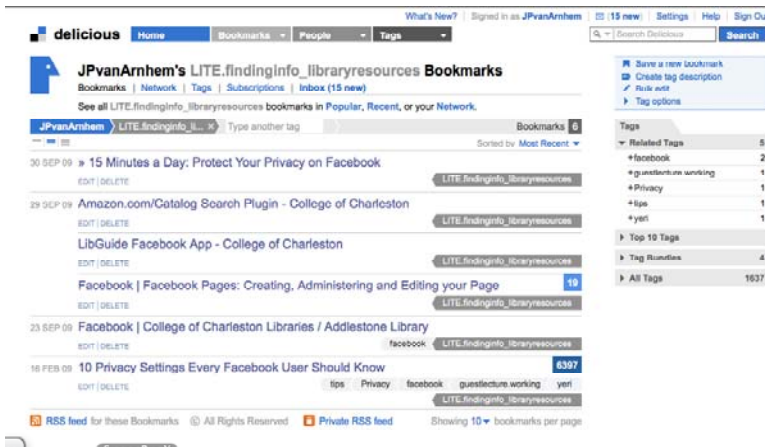 What's New? Signed in as JPvanArnhem (15 new) Settings Help Sign Ou
delicious Home Bookmarks People Tags Search Delicious Search
JPvanArnhem's LITE.findinginfo_libraryresources Bookmarks
Bookmarks | Network | Tags | Subscriptions | Inbox (15 new)
See all LITE.findinginfo_libraryresources bookmarks in Popular, Recent, or your Network.
Save a new bookmark
Create tag description
Bulk edit
Tag options
JPvanArnhem LITE.findinginfo_li... × Type another tag Bookmarks 6
Sorted by Most Recent
30 SEP 09 » 15 Minutes a Day: Protect Your Privacy on Facebook
EDIT | DELETE LITE.findinginfo_libraryresources
29 SEP 09 Amazon.com/Catalog Search Plugin - College of Charleston
EDIT | DELETE LITE.findinginfo_libraryresources
LibGuide Facebook App - College of Charleston
EDIT | DELETE LITE.findinginfo_libraryresources
Facebook | Facebook Pages: Creating, Administering and Editing your Page 19
EDIT | DELETE LITE.findinginfo_libraryresources
23 SEP 09 Facebook | College of Charleston Libraries / Addlestone Library
EDIT | DELETE facebook LITE.findinginfo_libraryresources
16 FEB 09 10 Privacy Settings Every Facebook User Should Know 6397
EDIT | DELETE tips Privacy facebook guestlecture.working yeri
LITE.findinginfo_libraryresources
RSS feed for these Bookmarks © All Rights Reserved Private RSS feed Showing 10 bookmarks per page
Tags
Related Tags 5
+facebook 2
+guestlecture.working 1
+Privacy 1
+tips 1
+yeri 1
Top 10 Tags
Tag Bundles 4
All Tags 1637